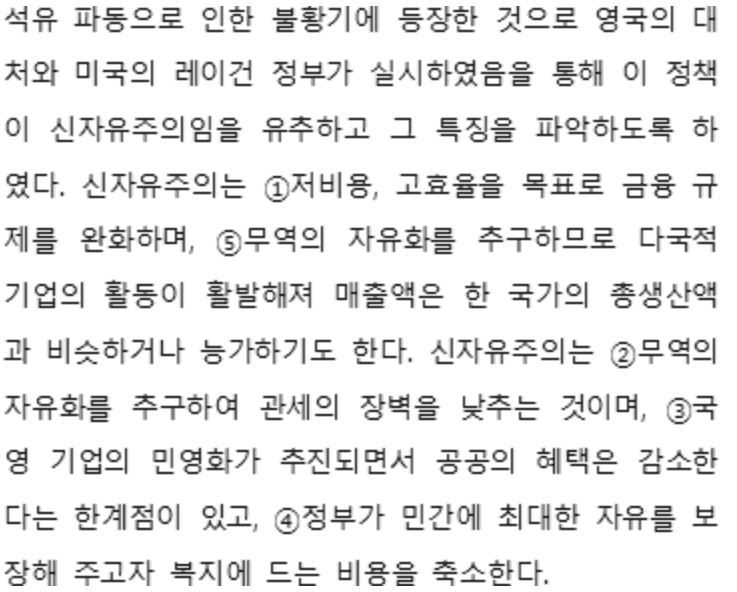 석유 파동으로 인한 불황기에 등장한 것으로 영국의 대
처와 미국의 레이건 정부가 실시하였음을 통해 이 정책
이 신자유주의임을 유추하고 그 특징을 파악하도록 하
였다. 신자유주의는 ①저비용, 고효율을 목표로 금융 규
제를 완화하며, ⑤무역의 자유화를 추구하므로 다국적
기업의 활동이 활발해져 매출액은 한 국가의 총생산액
과 비슷하거나 능가하기도 한다. 신자유주의는 ②무역의
자유화를 추구하여 관세의 장벽을 낮추는 것이며, ③국
영 기업의 민영화가 추진되면서 공공의 혜택은 감소한
다는 한계점이 있고, ④정부가 민간에 최대한 자유를 보
장해 주고자 복지에 드는 비용을 축소한다.